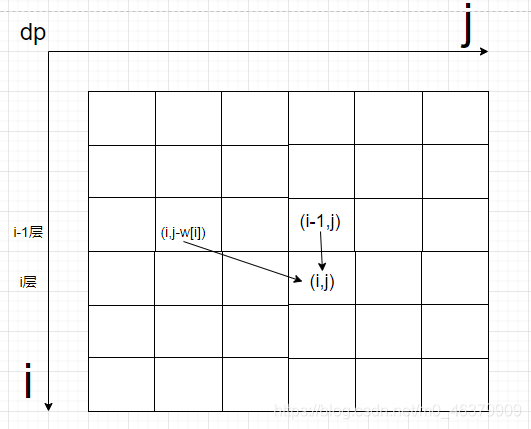 dp
j
(i-1,j)
i-1层
(i,j-w[i])
i层
(i,j)
i